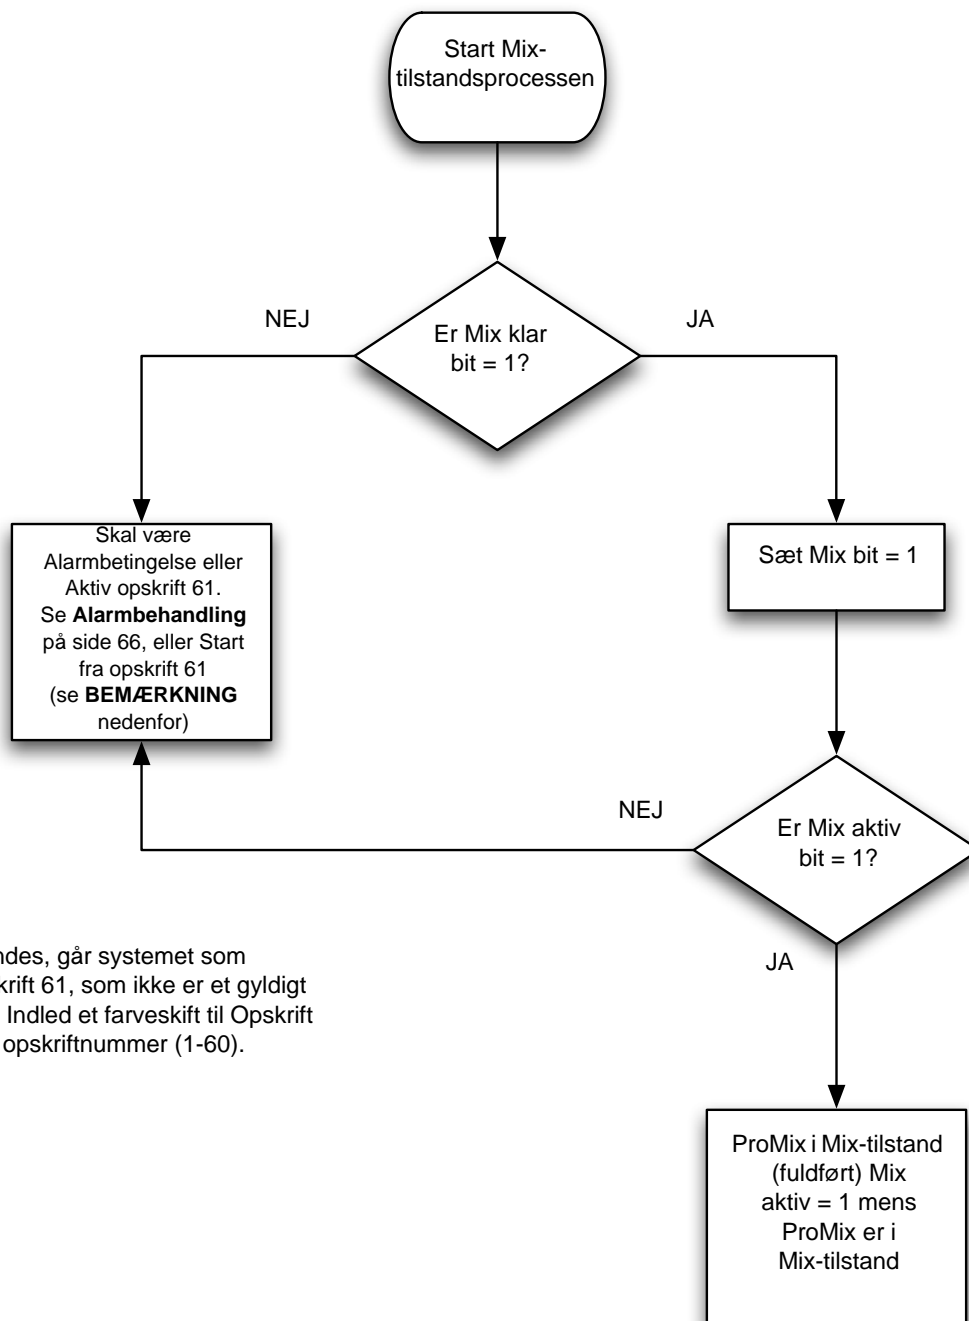 Start Mix-
tilstandsprocessen
NEJ
JA
Er Mix klar
bit = 1?
Skal være
Alarmbetingelse eller
Aktiv opskrift 61.
Se Alarmbehandling
på side 66, eller Start
fra opskrift 61
(se BEMÆRKNING
nedenfor)
Sæt Mix bit = 1
NEJ
Er Mix aktiv
bit = 1?
JA
ndes, går systemet som
krift 61, som ikke er et gyldigt
Indled et farveskift til Opskrift
opskriftnummer (1-60).
ProMix i Mix-tilstand
(fuldført) Mix
aktiv = 1 mens
ProMix er i
Mix-tilstand